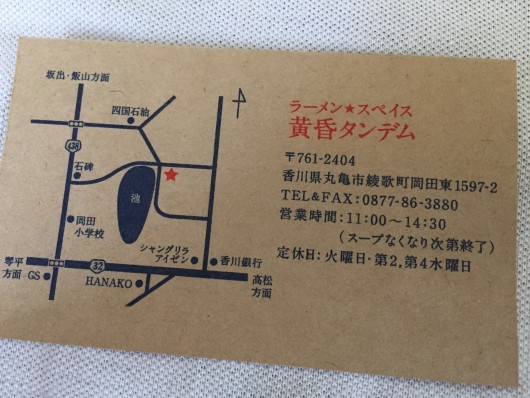 坂出・飯山方面
四国石油
438
石碑
池
岡田
小学校
シャングリラ
アイゼン
香川銀行
琴平
方面
GS
32
HANAKO
高松
方面
ラーメン★スペイス
黄昏タンデム
〒761-2404
香川県丸亀市綾歌町岡田東1597-2
TEL&FAX:0877-86-3880
営業時間:11:00〜14:30
(スープなくなり次第終了)
定休日:火曜日・第2,第4水曜日